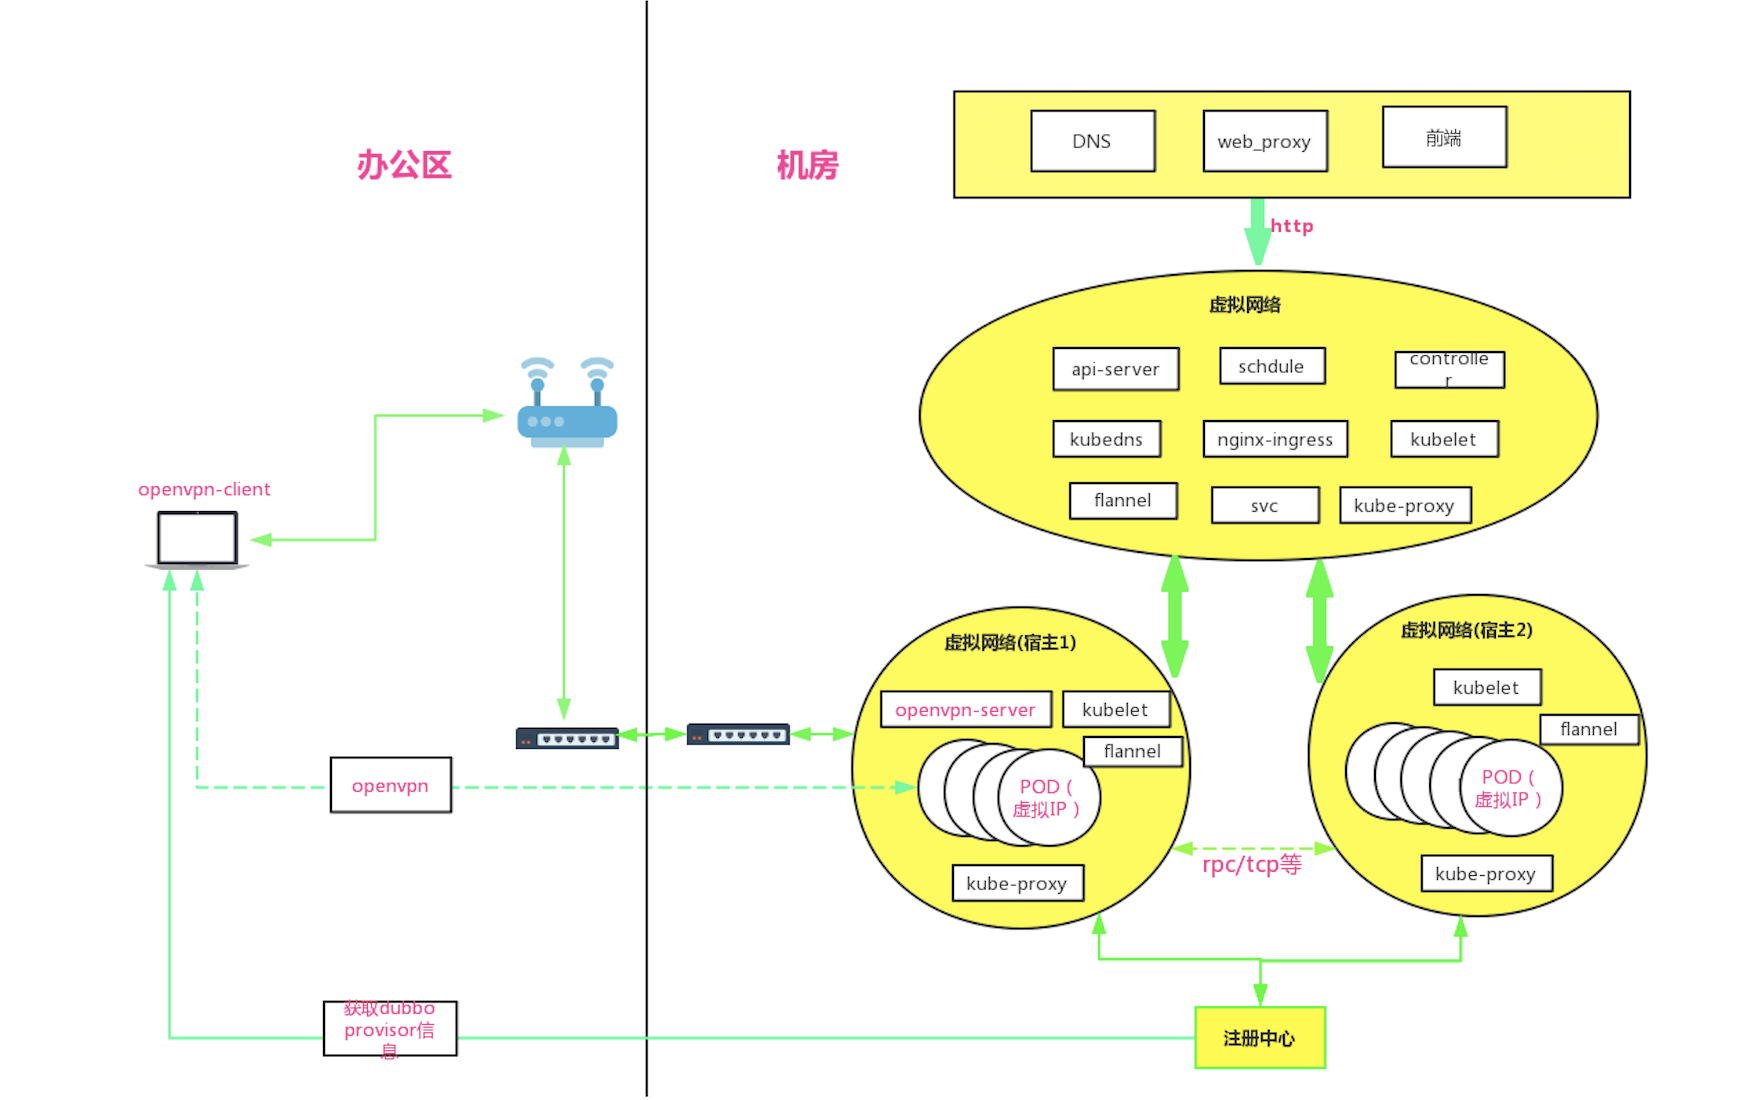 办公区
机房
DNS
web_proxy
前端
http
虚拟网络
api-server
schdule
controlle
r
kubedns
nginx-ingress
kubelet
flannel
svc
kube-proxy
openvpn-client
虚拟网络(宿主1)
openvpn-server
kubelet
flannel
POD (
虚拟IP )
kube-proxy
虚拟网络(宿主2)
kubelet
flannel
POD (
虚拟IP )
kube-proxy
openvpn
rpc/tcp等
获取dubbo
provisor信
息
注册中心